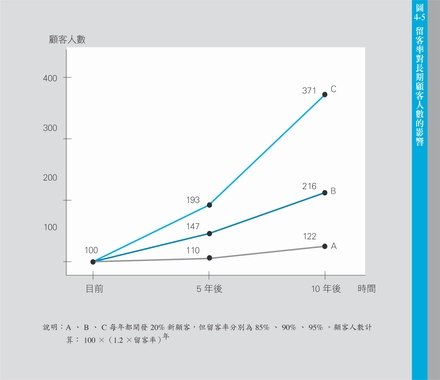 圖
4-5
留客率對長期顧客人數的影響
顧客人數
400
300
200
100
371
C
193
216
B
147
100
110
122
A
目前
5 年後
10 年後
時間
說明：A、B、C 每年都開發 20% 新顧客，但留客率分別為 85%、90%、95%，顧客人數計
算： 100 ×（1.2 ×留客率）年